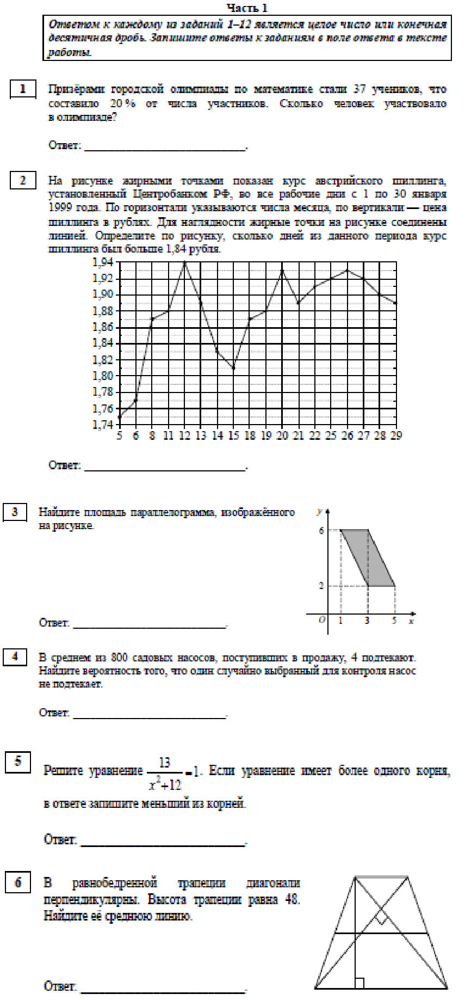 Часть 1
Ответом к каждому из заданий 1–12 является целое число или конечная
десятичная дробь. Запишите ответы к заданиям в поле ответа в тексте
работы.
1
Призёрами городской олимпиады по математике стали 37 учеников, что
составило 20 % от числа участников. Сколько человек участвовало
в олимпиаде?
Ответ: ___________________________.
2
На рисунке жирными точками показан курс австрийского шиллинга,
установленный Центробанком РФ, во все рабочие дни с 1 по 30 января
1999 года. По горизонтали указываются числа месяца, по вертикали — цена
шиллинга в рублях. Для наглядности жирные точки на рисунке соединены
линией. Определите по рисунку, сколько дней из данного периода курс
шиллинга был больше 1,84 рубля.
1,94
1,92
1,90
1,88
1,86
1,84
1,82
1,80
1,78
1,76
1,74
5 6 8 11 12 13 14 15 18 19 20 21 22 25 26 27 28 29
Ответ: ___________________________.
3
Найдите площадь параллелограмма, изображённого
на рисунке.
y
6
2
O 1 3 5 x
Ответ: ___________________________.
4
В среднем из 800 садовых насосов, поступивших в продажу, 4 подтекают.
Найдите вероятность того, что один случайно выбранный для контроля насос
не подтекает.
Ответ: ___________________________.
5
Решите уравнение 13/(x²+12) = 1. Если уравнение имеет более одного корня,
в ответе запишите меньший из корней.
Ответ: ___________________________.
6
В равнобедренной трапеции диагонали
перпендикулярны. Высота трапеции равна 48.
Найдите её среднюю линию.
Ответ: ___________________________.